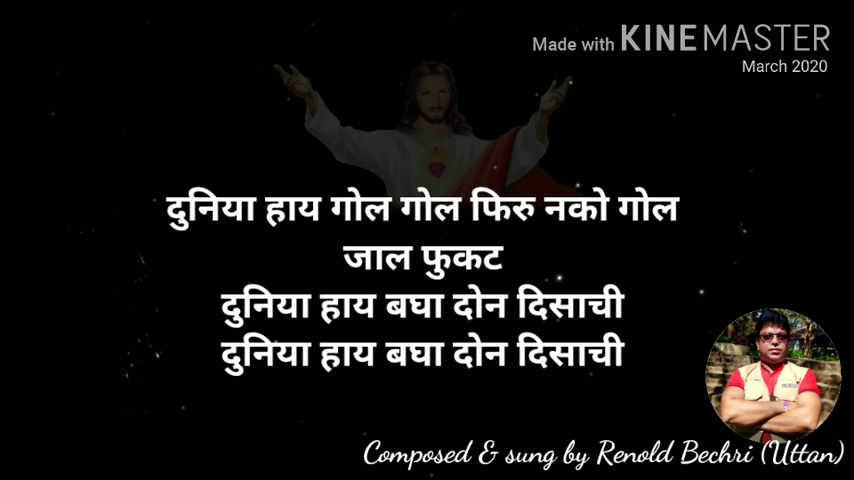 Made with KINEMASTER
March 2020
दुनिया हाय गोल गोल फिरु नको गोल
जाल फुकट
दुनिया हाय बघा दोन दिसाची
दुनिया हाय बघा दोन दिसाची
Composed & sung by Renold Bechri (Uttan)